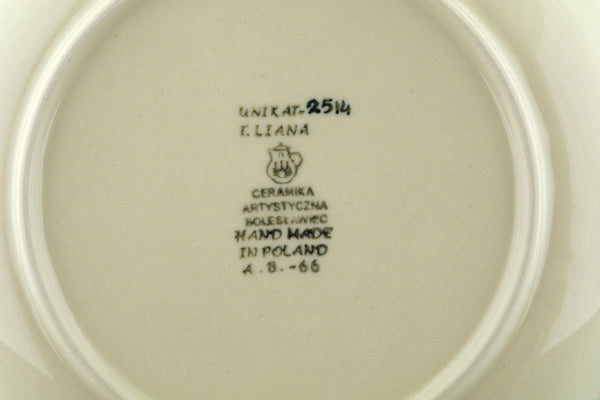 UNIKAT-2514
T. LIANA
CERAMIKA
ARTYSTYCZNA
BOLESŁAWIEC
HAND MADE
IN POLAND
A.B.-66